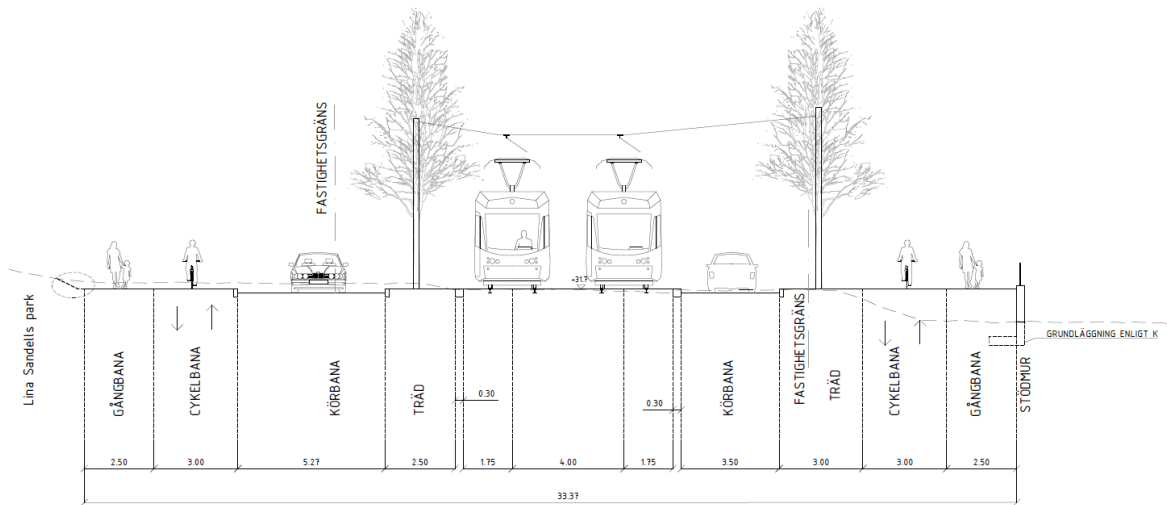 FASTIGHETSGRÄNS
+31.7
Lina Sandells park
GÅNGBANA
CYKELBANA
KÖRBANA
TRÄD
0.30
0.30
KÖRBANA
FASTIGHETSGRÄNS
TRÄD
CYKELBANA
GÅNGBANA
STÖDMUR
GRUNDLÄGGNING ENLIGT K
2.50 3.00 5.27 2.50 1.75 4.00 1.75 3.50 3.00 3.00 2.50
33.37